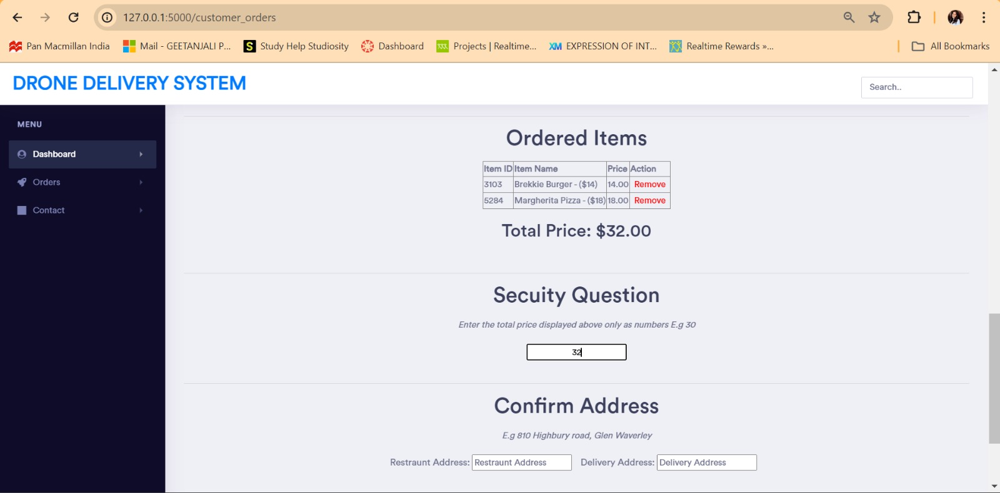 127.0.0.1:5000/customer_orders
Pan Macmillan India Mail - GEETANJALI P... Study Help Studiosity Dashboard Projects | Realtime... XM EXPRESSION OF INT... Realtime Rewards »... All Bookmarks
DRONE DELIVERY SYSTEM
Search..
MENU
Dashboard
Orders
Contact
Ordered Items
Item ID Item Name Price Action
3103 Brekkie Burger - ($14) 14.00 Remove
5284 Margherita Pizza - ($18) 18.00 Remove
Total Price: $32.00
Secuity Question
Enter the total price displayed above only as numbers E.g 30
32
Confirm Address
E.g 810 Highbury road, Glen Waverley
Restraunt Address: Restraunt Address Delivery Address: Delivery Address